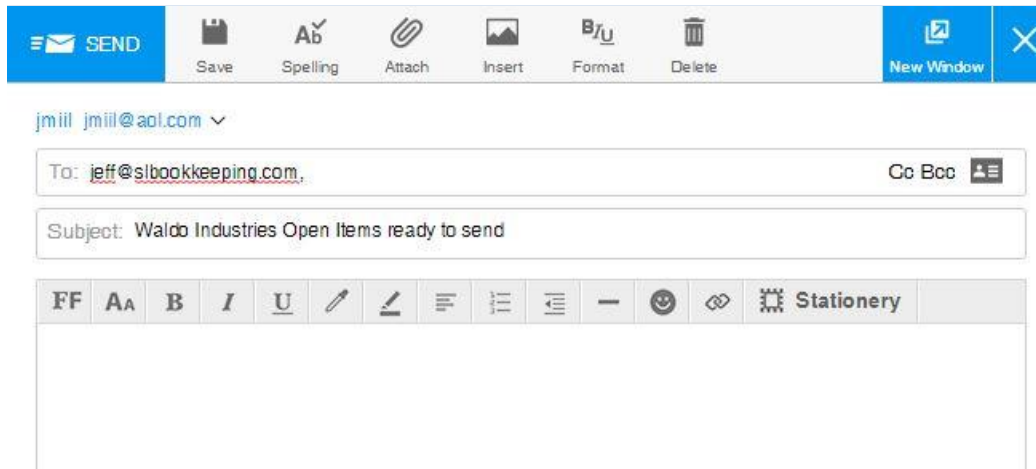 SEND Save Spelling Attach Insert Format Delete New Window
jmiil jmiil@aol.com
To: jeff@slbookkeeping.com, Cc Bcc
Subject: Waldo Industries Open Items ready to send
FF AA B I U Stationery